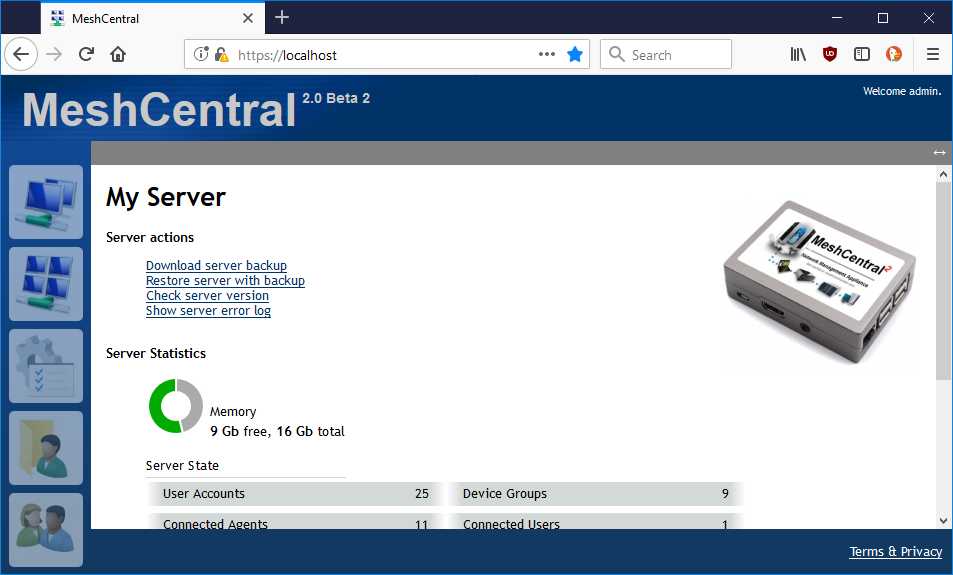 MeshCentral
https://localhost
Search
MeshCentral 2.0 Beta 2
Welcome admin.
My Server
Server actions
Download server backup
Restore server with backup
Check server version
Show server error log
MeshCentral2
Network Management Appliance
Server Statistics
Memory
9 Gb free, 16 Gb total
Server State
User Accounts 25 Device Groups 9
Connected Agents 11 Connected Users 1
Terms & Privacy